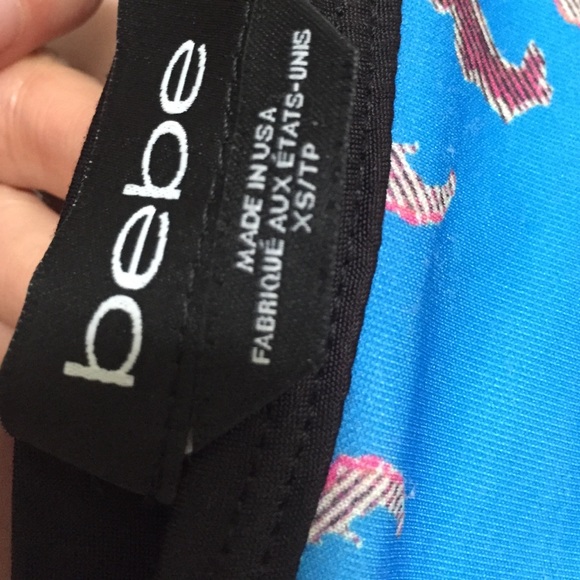 bebe
MADE IN USA
FABRIQUÉ AUX ÉTATS-UNIS
XS/TP